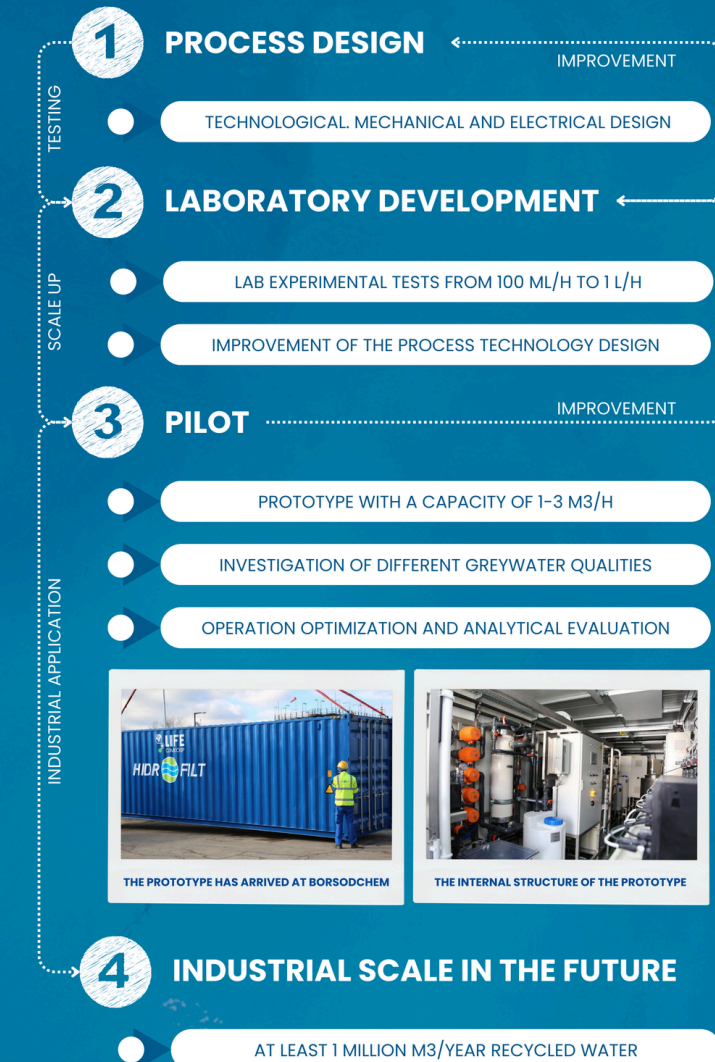 1 PROCESS DESIGN
IMPROVEMENT
TESTING
TECHNOLOGICAL. MECHANICAL AND ELECTRICAL DESIGN
2 LABORATORY DEVELOPMENT
SCALE UP
LAB EXPERIMENTAL TESTS FROM 100 ML/H TO 1 L/H
IMPROVEMENT OF THE PROCESS TECHNOLOGY DESIGN
3 PILOT
IMPROVEMENT
INDUSTRIAL APPLICATION
PROTOTYPE WITH A CAPACITY OF 1-3 M3/H
INVESTIGATION OF DIFFERENT GREYWATER QUALITIES
OPERATION OPTIMIZATION AND ANALYTICAL EVALUATION
LIFE
HIDROFILT
THE PROTOTYPE HAS ARRIVED AT BORSODCHEM
THE INTERNAL STRUCTURE OF THE PROTOTYPE
4 INDUSTRIAL SCALE IN THE FUTURE
AT LEAST 1 MILLION M3/YEAR RECYCLED WATER